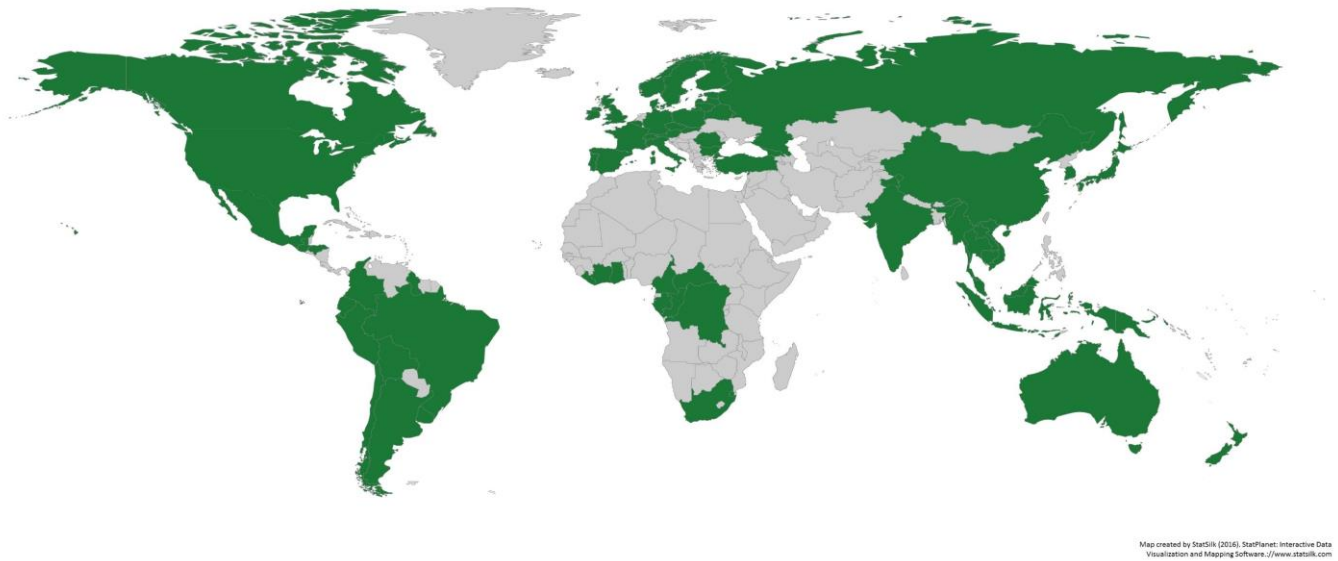 Map created by StatSilk (2016). StatPlanet: Interactive Data
Visualization and Mapping Software.://www.statsilk.com